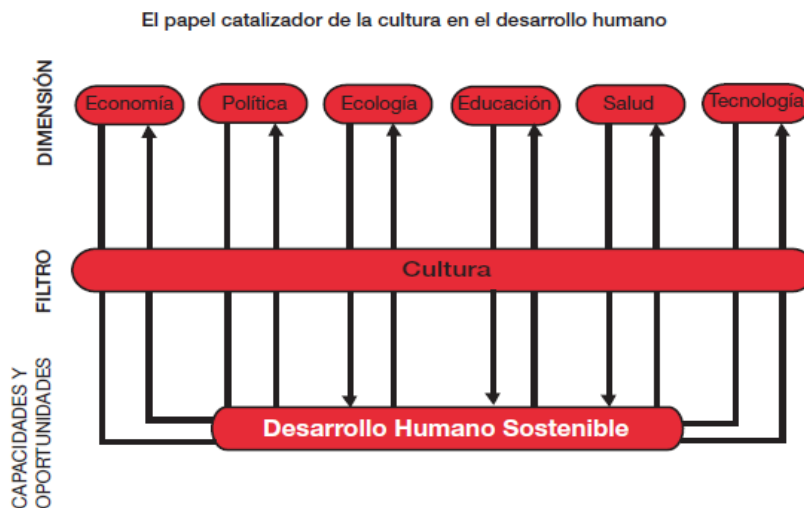 El papel catalizador de la cultura en el desarrollo humano
DIMENSIÓN
Economía
Política
Ecología
Educación
Salud
Tecnología
FILTRO
Cultura
CAPACIDADES Y
OPORTUNIDADES
Desarrollo Humano Sostenible